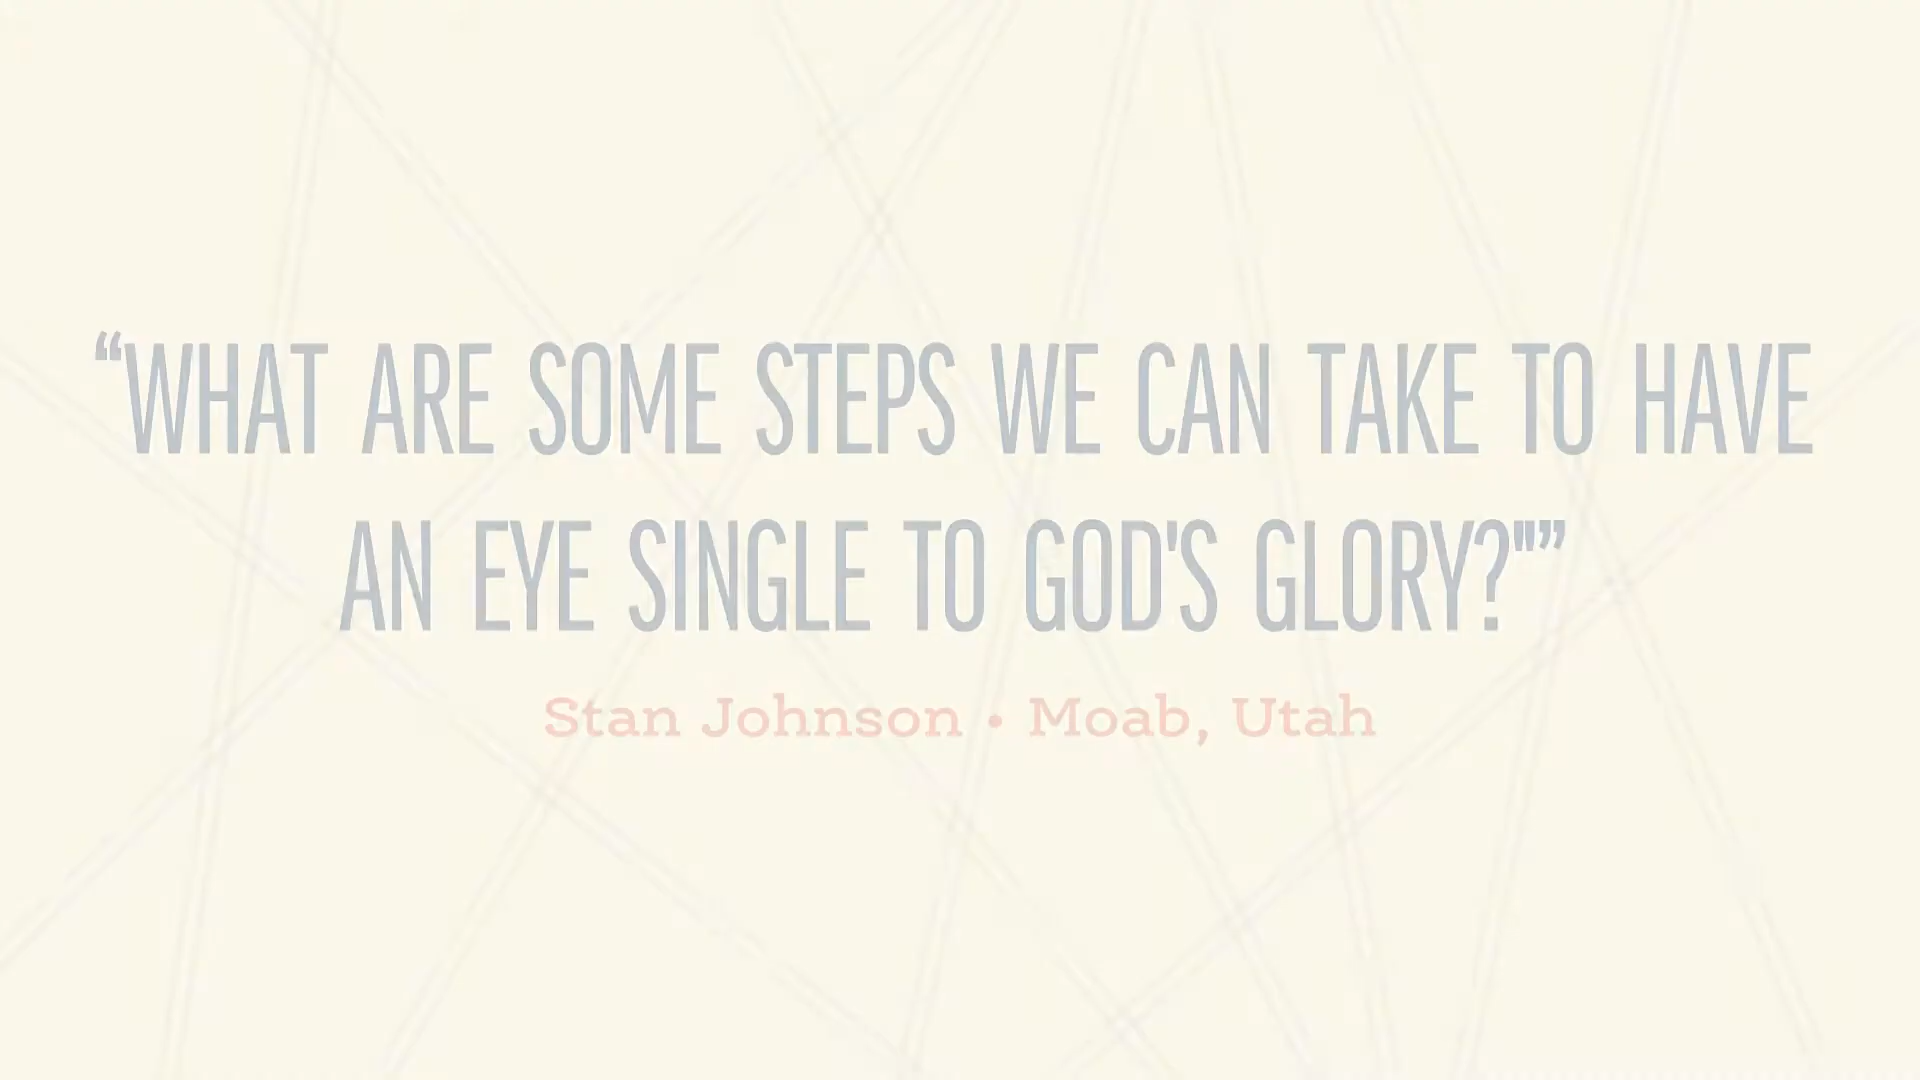 “WHAT ARE SOME STEPS WE CAN TAKE TO HAVE
AN EYE SINGLE TO GOD'S GLORY?"”
Stan Johnson • Moab, Utah